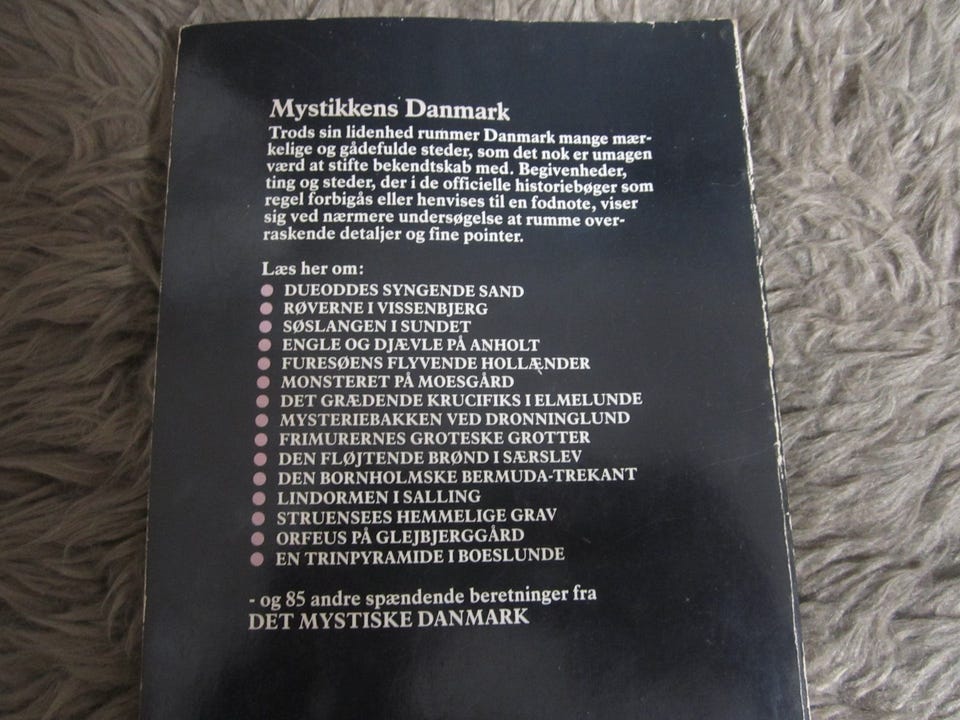 Mystikkens Danmark
Trods sin lidenhed rummer Danmark mange mær-
kelige og gådefulde steder, som det nok er umagen
værd at stifte bekendtskab med. Begivenheder,
ting og steder, der i de officielle historiebøger som
regel forbigås eller henvises til en fodnote, viser
sig ved nærmere undersøgelse at rumme over-
raskende detaljer og fine pointer.
Læs her om:
● DUEODDES SYNGENDE SAND
● RØVERNE I VISSENBJERG
● SØSLANGEN I SUNDET
● ENGLE OG DJÆVLE PÅ ANHOLT
● FURESØENS FLYVENDE HOLLÆNDER
● MONSTERET PÅ MOESGÅRD
● DET GRÆDENDE KRUCIFIKS I ELMELUNDE
● MYSTERIEBAKKEN VED DRONNINGLUND
● FRIMURERNES GROTESKE GROTTER
● DEN FLØJTENDE BRØND I SÆRSLEV
● DEN BORNHOLMSKE BERMUDA-TREKANT
● LINDORMEN I SALLING
● STRUENSEES HEMMELIGE GRAV
● ORFEUS PÅ GLEJBJERGGÅRD
● EN TRINPYRAMIDE I BOESLUNDE
- og 85 andre spændende beretninger fra
DET MYSTISKE DANMARK